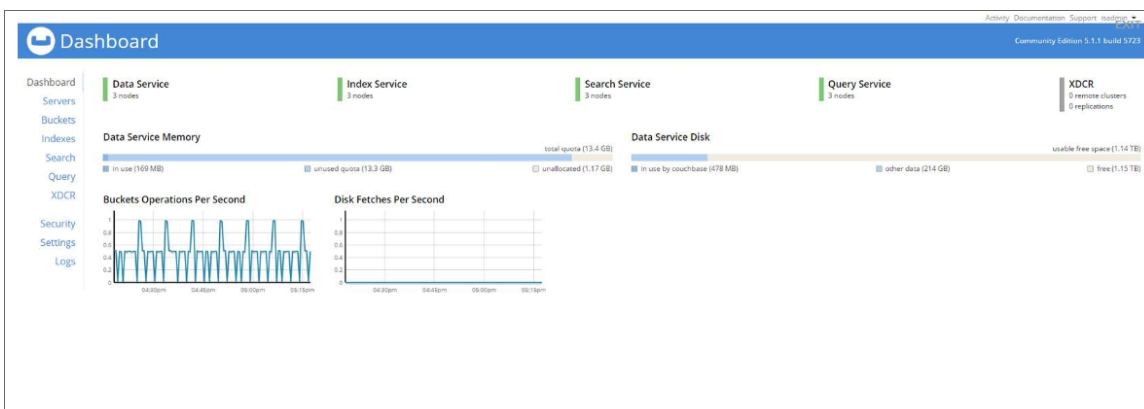 Activity Documentation Support isadmin
EXIT
Dashboard
Community Edition 5.1.1 build 5723
Dashboard
Servers
Buckets
Indexes
Search
Query
XDCR
Security
Settings
Logs
Data Service
3 nodes
Index Service
3 nodes
Search Service
3 nodes
Query Service
3 nodes
XDCR
0 remote clusters
0 replications
Data Service Memory
total quota (13.4 GB)
in use (169 MB) unused quota (13.3 GB) unallocated (1.17 GB)
Data Service Disk
usable free space (1.14 TB)
in use by couchbase (478 MB) other data (214 GB) free (1.15 TB)
Buckets Operations Per Second
1
0.8
0.6
0.4
0.2
0
04:30pm 04:45pm 05:00pm 05:15pm
Disk Fetches Per Second
1
0.8
0.6
0.4
0.2
0
04:30pm 04:45pm 05:00pm 05:15pm